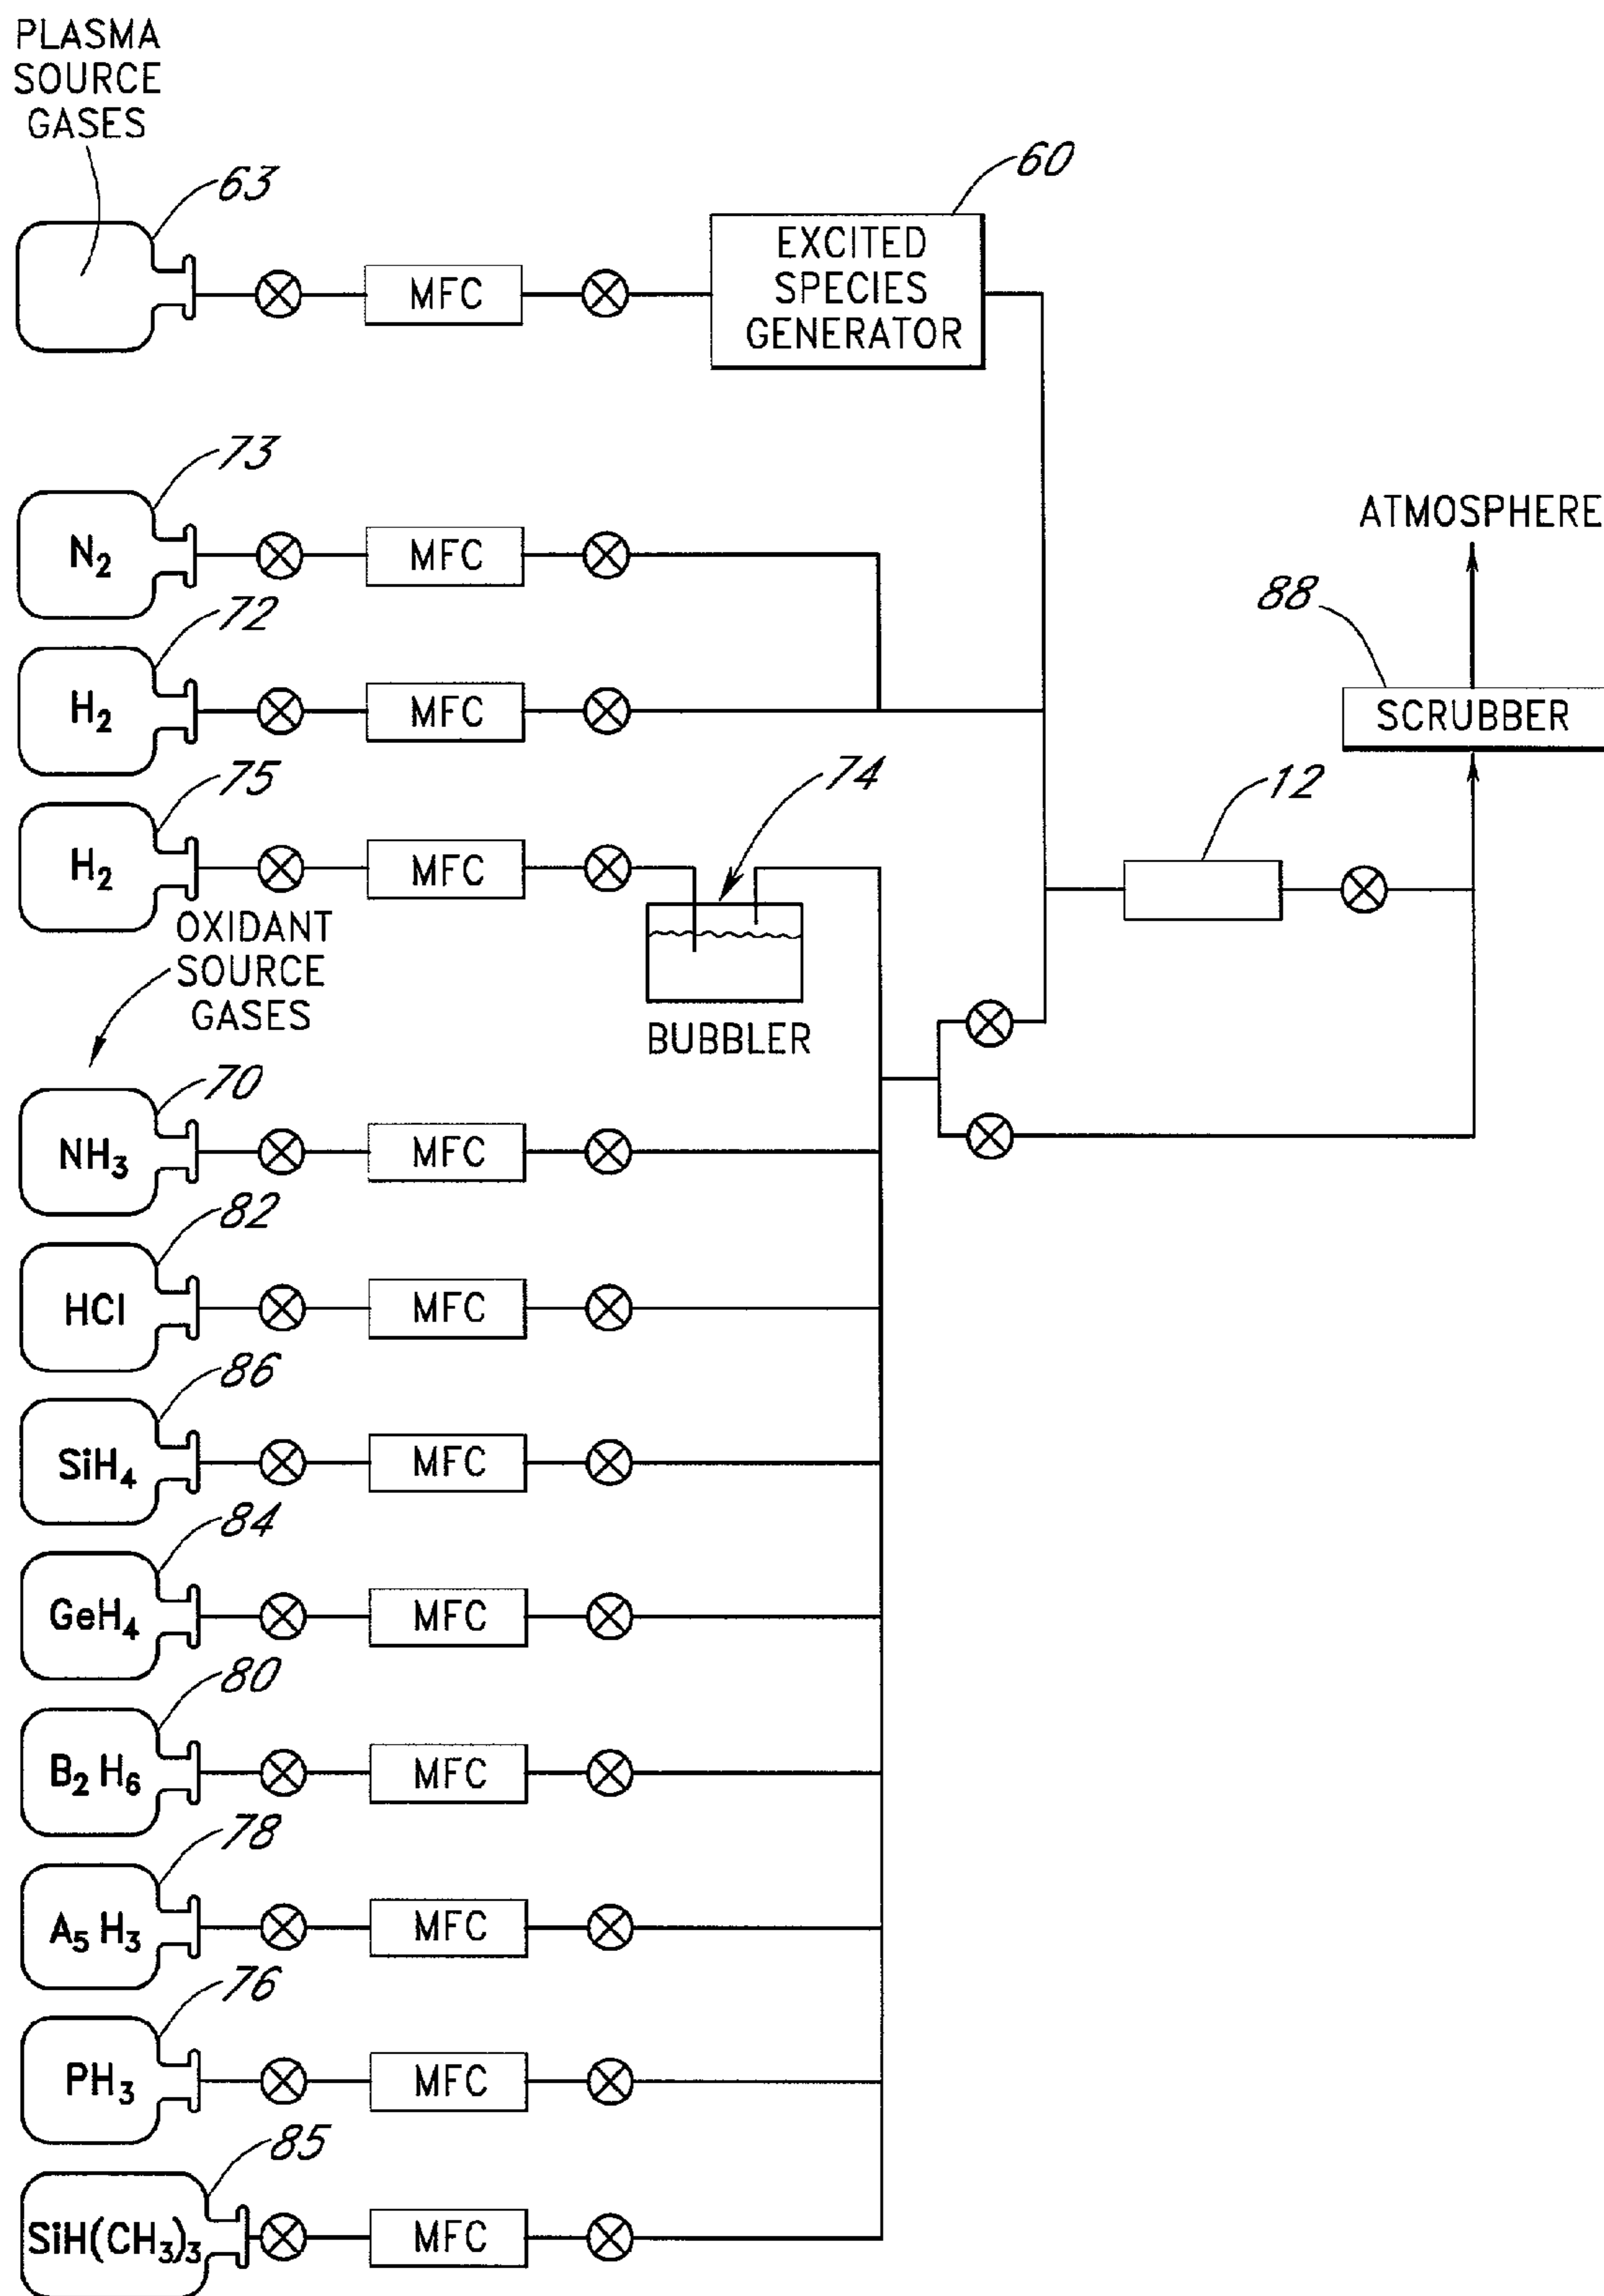 PLASMA
SOURCE
GASES
63
60
MFC
EXCITED
SPECIES
GENERATOR
73
N2
MFC
ATMOSPHERE
72
88
H2
MFC
SCRUBBER
75
74
12
H2
MFC
OXIDANT
SOURCE
GASES
BUBBLER
70
NH3
MFC
82
HCl
MFC
86
SiH4
MFC
84
GeH4
MFC
80
B2 H6
MFC
78
A5 H3
MFC
76
PH3
MFC
85
SiH(CH3)3
MFC